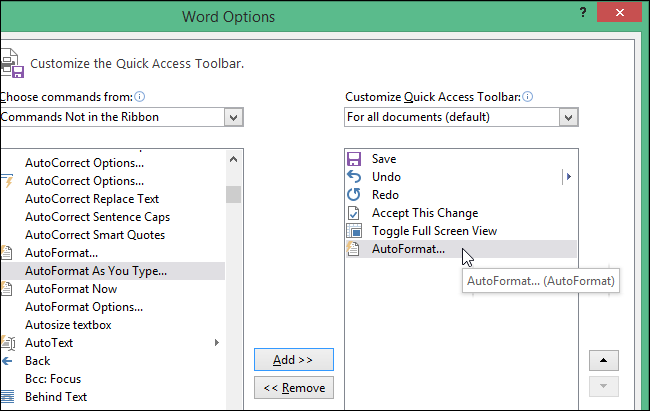 Word Options
?
Customize the Quick Access Toolbar.
Choose commands from:
Commands Not in the Ribbon
AutoCorrect Options...
AutoCorrect Options...
AutoCorrect Replace Text
AutoCorrect Sentence Caps
AutoCorrect Smart Quotes
AutoFormat...
AutoFormat As You Type...
AutoFormat Now
AutoFormat Options...
Autosize textbox
AutoText
Back
Bcc: Focus
Behind Text
Add >>
<< Remove
Customize Quick Access Toolbar:
For all documents (default)
Save
Undo
Redo
Accept This Change
Toggle Full Screen View
AutoFormat...
AutoFormat... (AutoFormat)